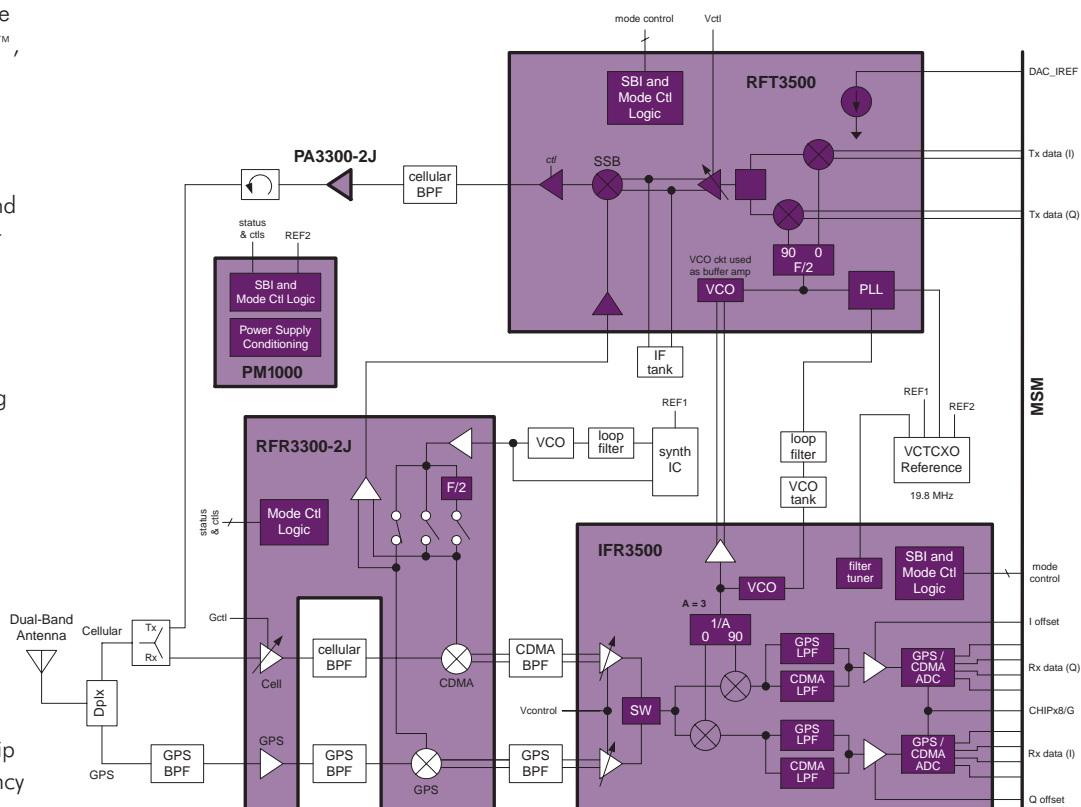 e
™,
nd
g
ip
ncy
mode control
Vctl
RFT3500
SBI and
Mode Ctl
Logic
DAC_IREF
PA3300-2J
cellular
BPF
ctl
SSB
Tx data (I)
Tx data (Q)
90 0
F/2
VCO ckt used
as buffer amp
VCO
PLL
status
& ctls
REF2
SBI and
Mode Ctl Logic
Power Supply
Conditioning
PM1000
IF
tank
MSM
REF1
REF1
REF2
RFR3300-2J
VCO
loop
filter
synth
IC
loop
filter
VCO
tank
VCTCXO
Reference
19.8 MHz
F/2
status
& ctls
Mode Ctl
Logic
IFR3500
filter
tuner
SBI and
Mode Ctl
Logic
mode
control
VCO
A = 3
1/A
0 90
Dual-Band
Antenna
Cellular
Tx
Rx
Gctl
Cell
cellular
BPF
CDMA
CDMA
BPF
GPS
LPF
CDMA
LPF
GPS /
CDMA
ADC
I offset
Rx data (Q)
Dplx
Vcontrol
SW
CHIPx8/G
GPS
GPS
BPF
GPS
GPS
BPF
GPS
GPS
BPF
GPS
LPF
CDMA
LPF
GPS /
CDMA
ADC
Rx data (I)
Q offset